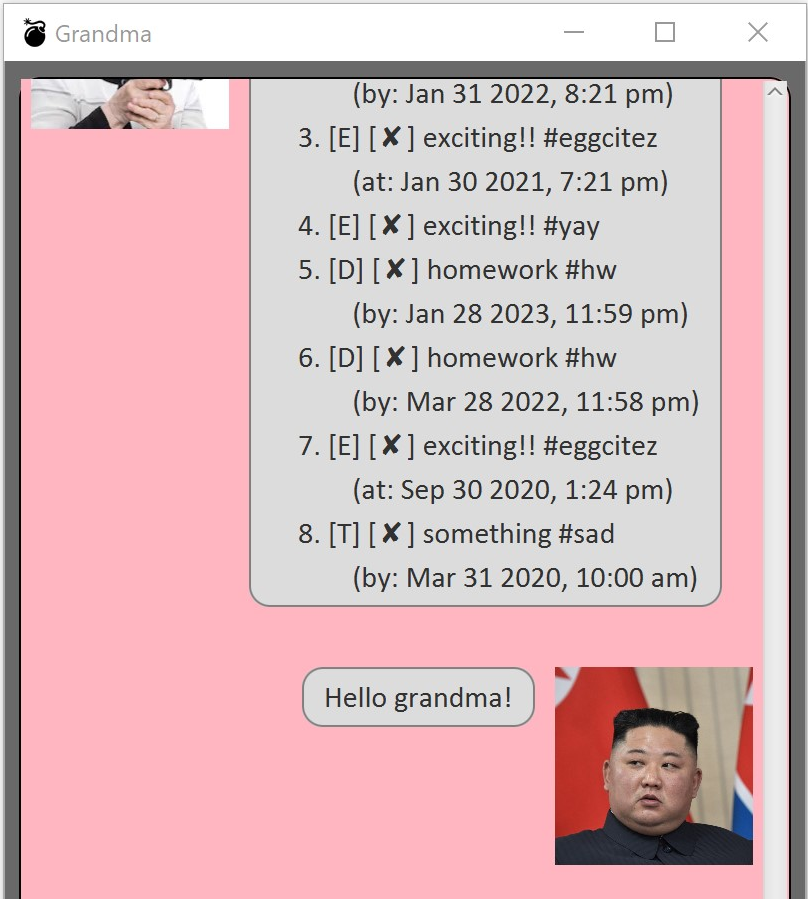 Grandma
(by: Jan 31 2022, 8:21 pm)
3. [E] [✘] exciting!! #eggcitez
(at: Jan 30 2021, 7:21 pm)
4. [E] [✘] exciting!! #yay
5. [D] [✘] homework #hw
(by: Jan 28 2023, 11:59 pm)
6. [D] [✘] homework #hw
(by: Mar 28 2022, 11:58 pm)
7. [E] [✘] exciting!! #eggcitez
(at: Sep 30 2020, 1:24 pm)
8. [T] [✘] something #sad
(by: Mar 31 2020, 10:00 am)
Hello grandma!